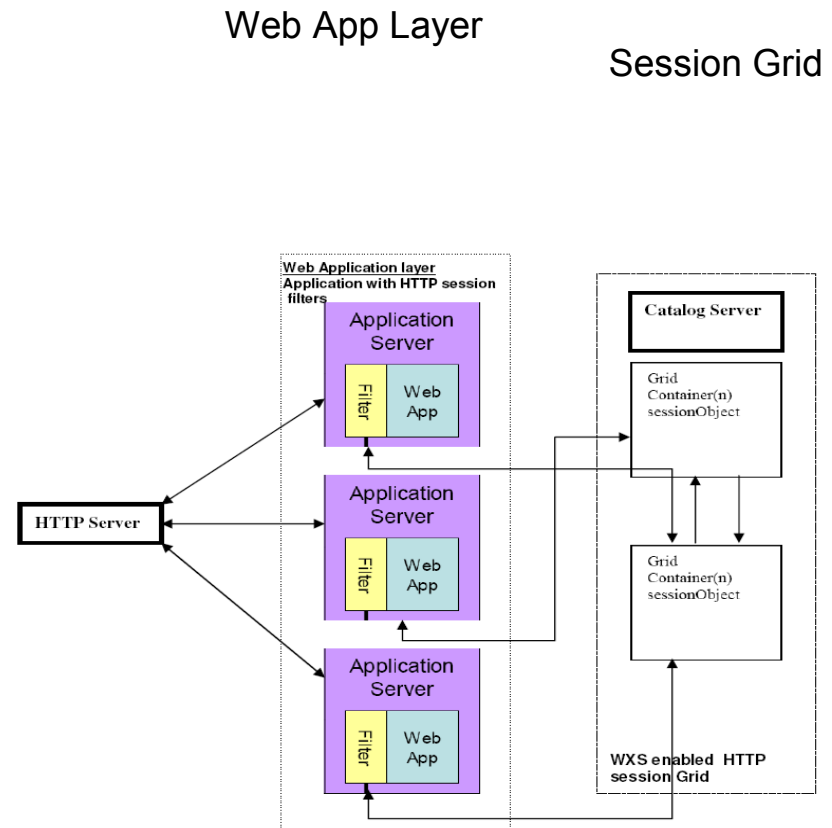 Web App Layer
Session Grid
Web Application layer
Application with HTTP session
filters
Application
Server
Filter
Web
App
Application
Server
Filter
Web
App
Application
Server
Filter
Web
App
HTTP Server
Catalog Server
Grid
Container(n)
sessionObject
Grid
Container(n)
sessionObject
WXS enabled HTTP
session Grid